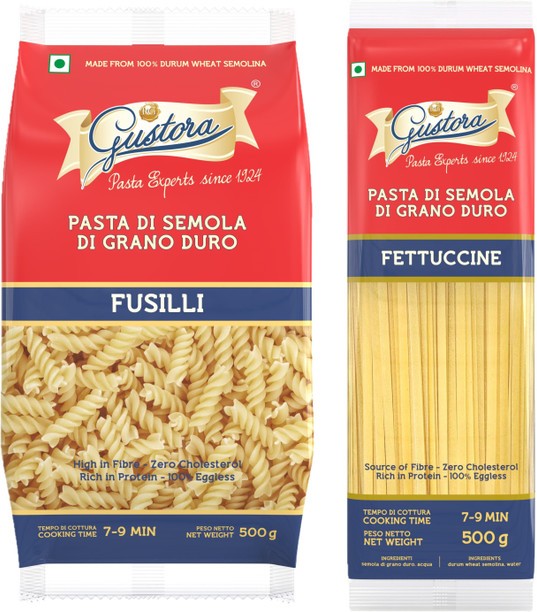 MADE FROM 100% DURUM WHEAT SEMOLINA
Gustora®
Pasta Experts since 1924
PASTA DI SEMOLA
DI GRANO DURO
FUSILLI
High in Fibre - Zero Cholesterol
Rich in Protein - 100% Eggless
TEMPO DI COTTURA
COOKING TIME
7-9 MIN
PESO NETTO
NET WEIGHT
500 g
MADE FROM 100% DURUM WHEAT SEMOLINA
Gustora®
Pasta Experts since 1924
PASTA DI SEMOLA
DI GRANO DURO
FETTUCCINE
Source of Fibre - Zero Cholesterol
Rich in Protein - 100% Eggless
TEMPO DI COTTURA
COOKING TIME
7-9 MIN
PESO NETTO
NET WEIGHT
500 g
INGREDIENTI
semola di grano duro, acqua
INGREDIENTS
durum wheat semolina, water